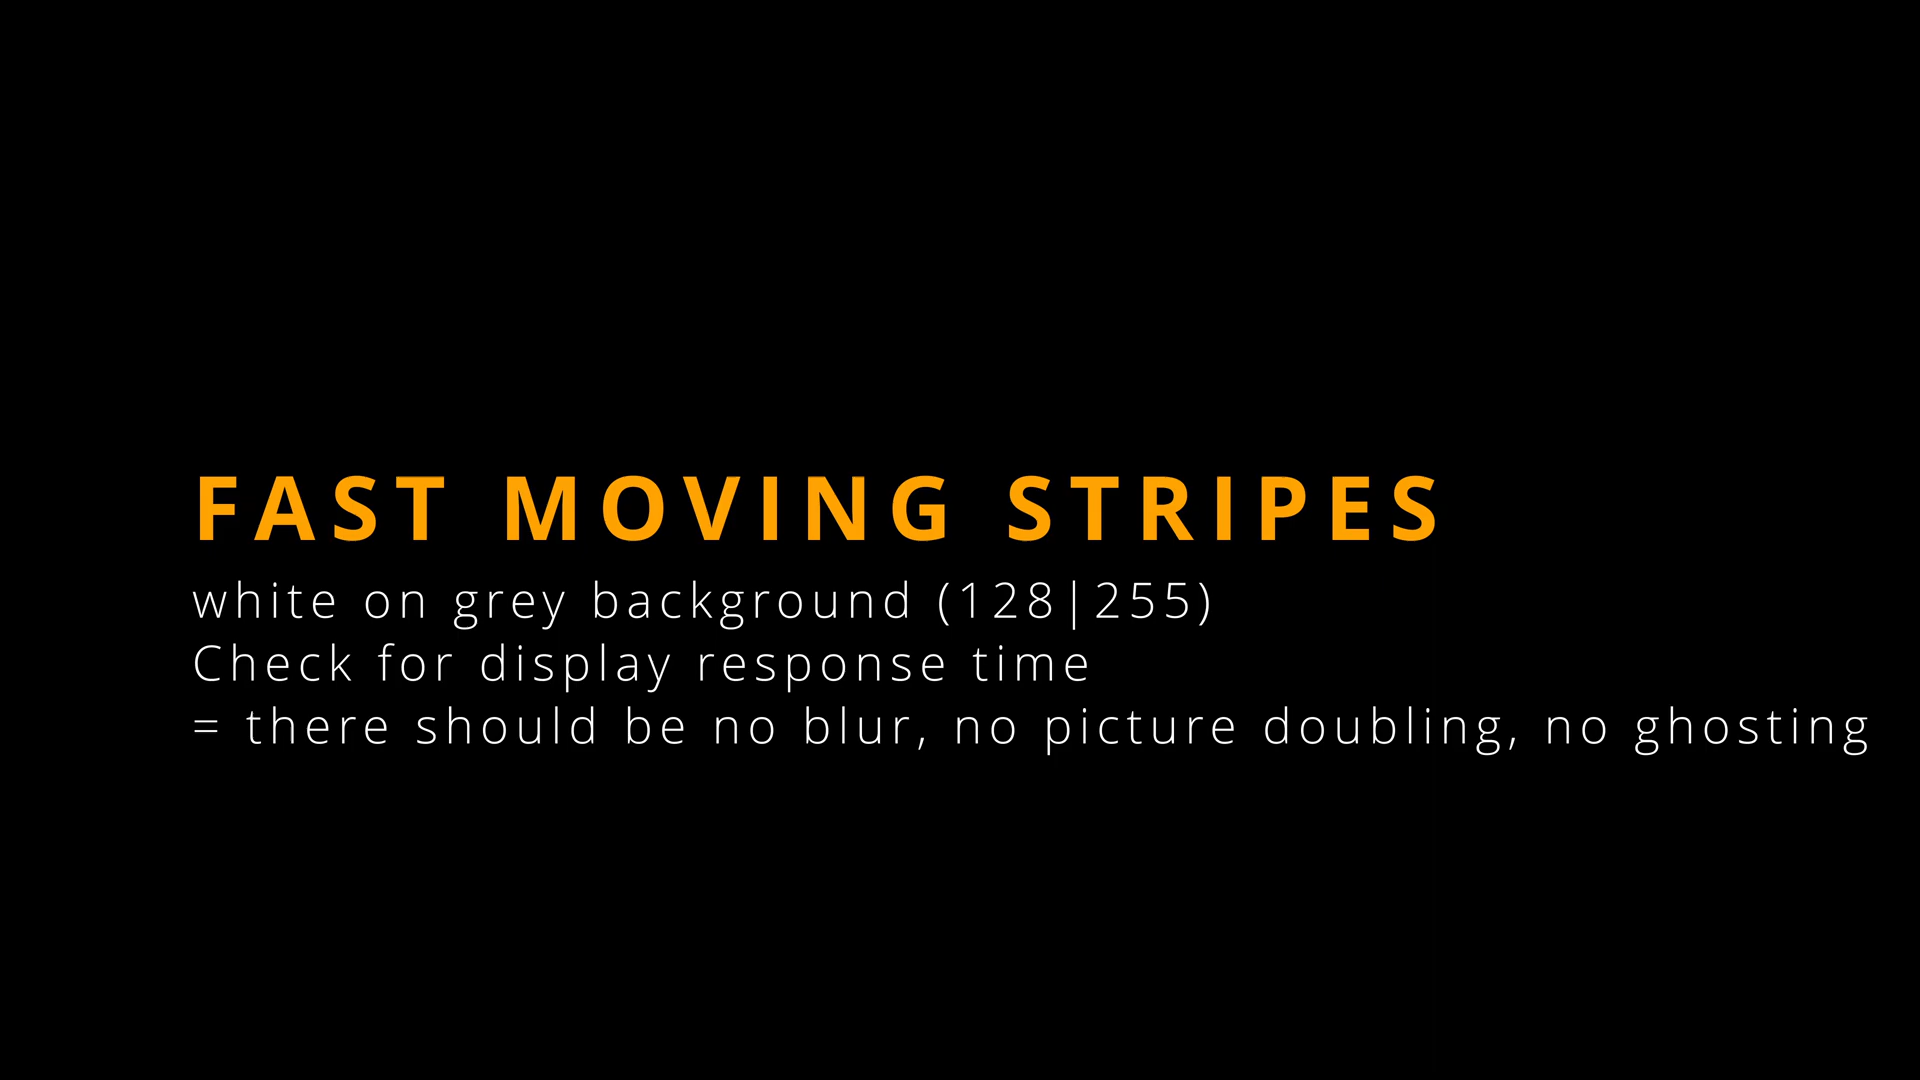 FAST MOVING STRIPES
white on grey background (128|255)
Check for display response time
= there should be no blur, no picture doubling, no ghosting